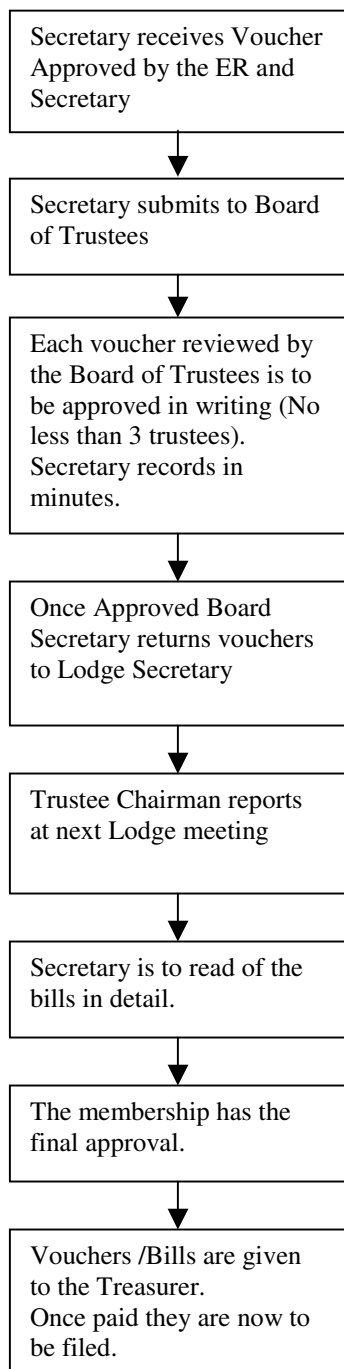 Secretary receives Voucher
Approved by the ER and
Secretary
Secretary submits to Board
of Trustees
Each voucher reviewed by
the Board of Trustees is to
be approved in writing (No
less than 3 trustees).
Secretary records in
minutes.
Once Approved Board
Secretary returns vouchers
to Lodge Secretary
Trustee Chairman reports
at next Lodge meeting
Secretary is to read of the
bills in detail.
The membership has the
final approval.
Vouchers /Bills are given
to the Treasurer.
Once paid they are now to
be filed.